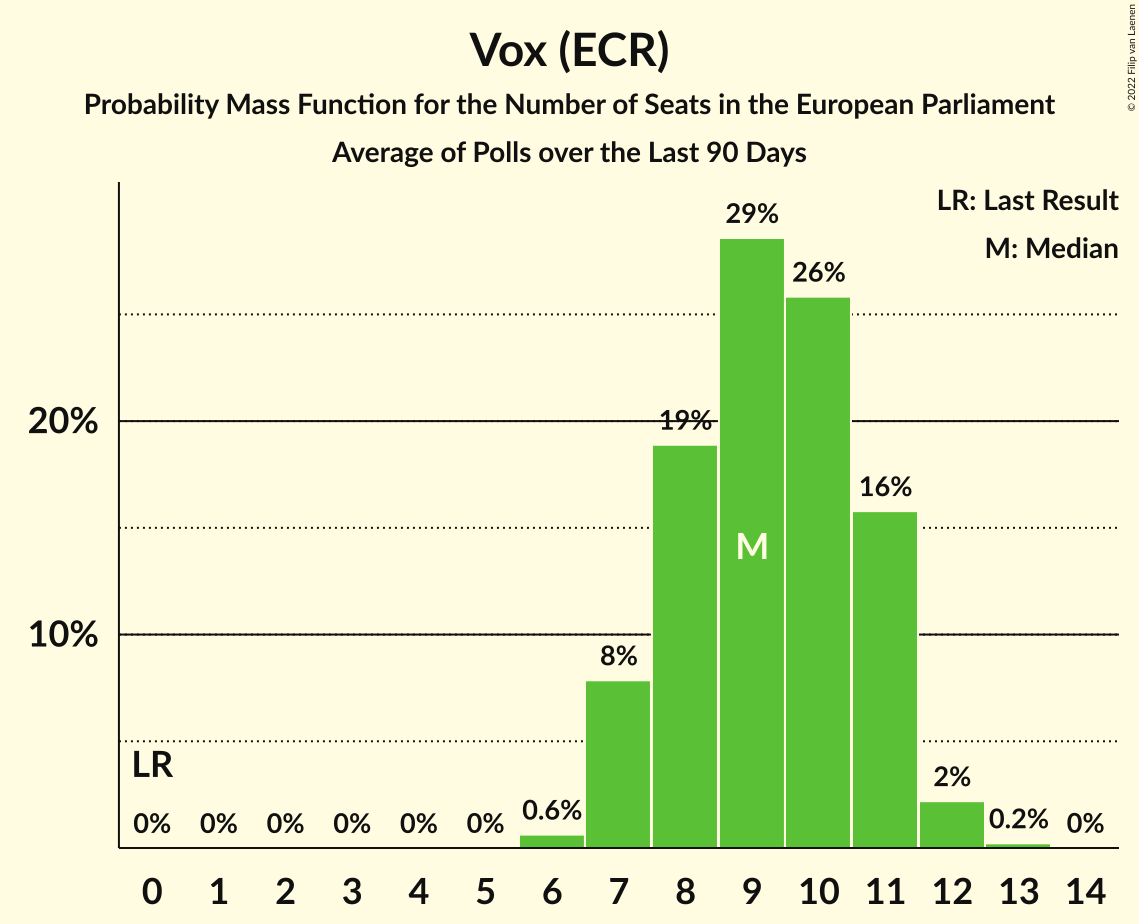 Vox (ECR)
Probability Mass Function for the Number of Seats in the European Parliament
Average of Polls over the Last 90 Days
© 2022 Filip van Laenen
LR: Last Result
M: Median
29%
26%
20%
19%
16%
M
10%
8%
LR
0% 0% 0% 0% 0% 0% 0.6% 2% 0.2% 0%
0 1 2 3 4 5 6 7 8 9 10 11 12 13 14